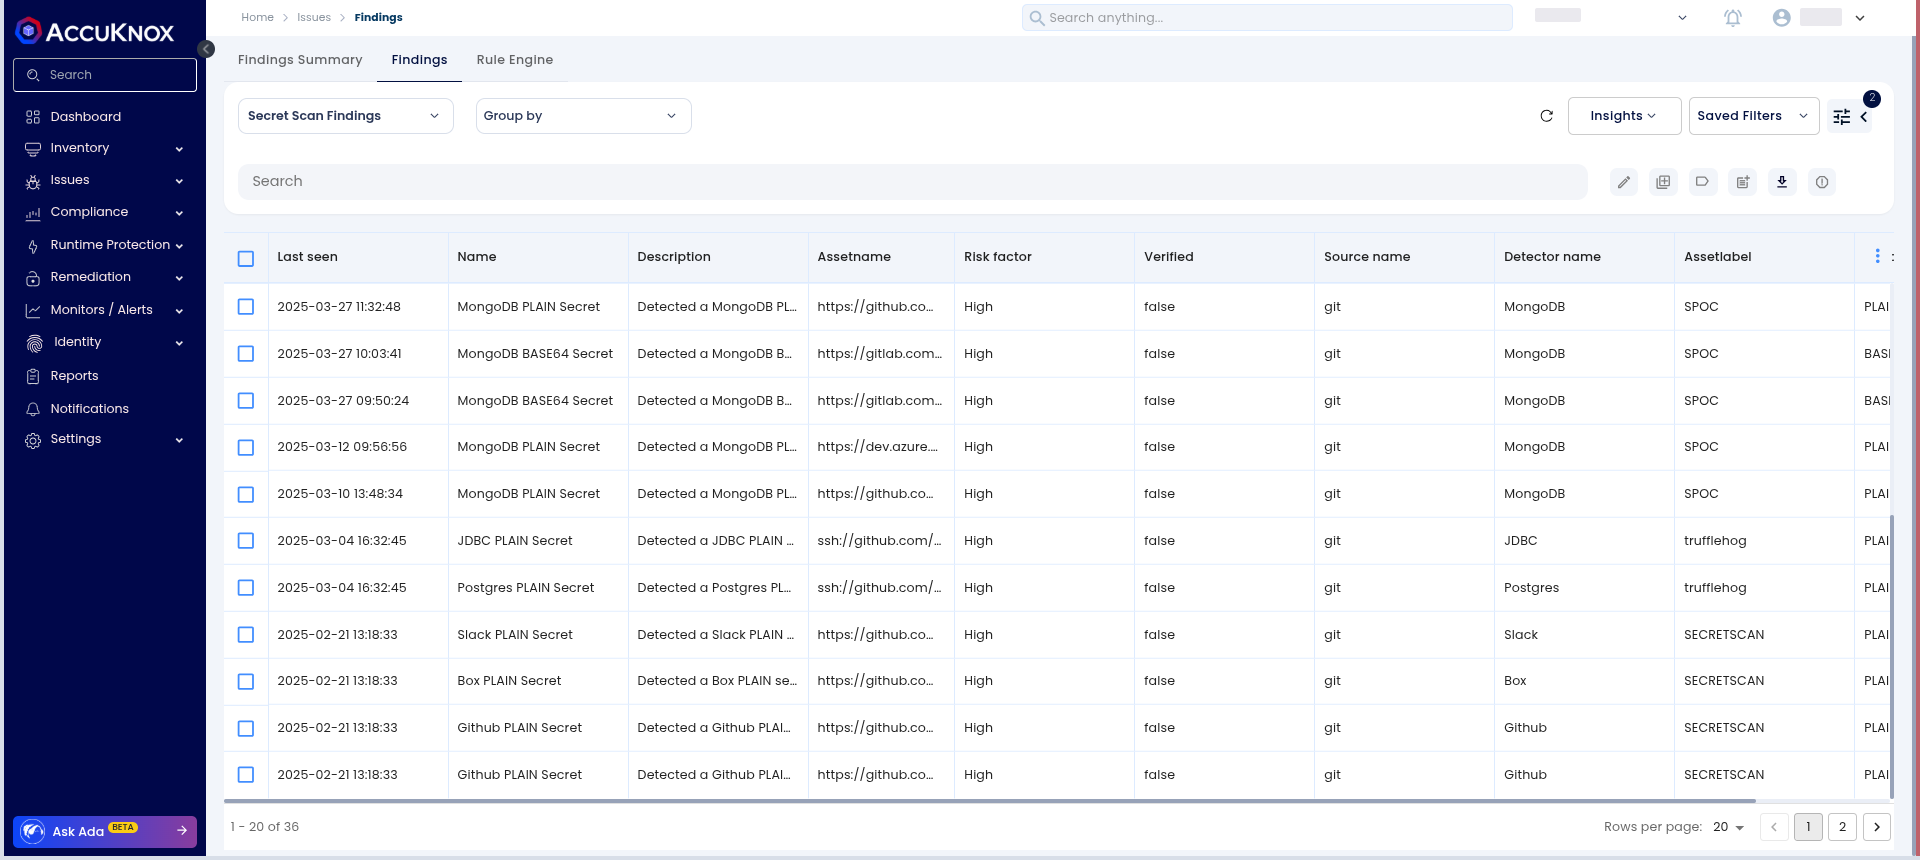 ACCUKNOX
Search
Dashboard
Inventory
Issues
Compliance
Runtime Protection
Remediation
Monitors / Alerts
Identity
Reports
Notifications
Settings
Ask Ada BETA
Home > Issues > Findings
Search anything...
Findings Summary Findings Rule Engine
Secret Scan Findings Group by Insights Saved Filters 2
Search
Last seen Name Description Assetname Risk factor Verified Source name Detector name Assetlabel
2025-03-27 11:32:48 MongoDB PLAIN Secret Detected a MongoDB PL... https://github.co... High false git MongoDB SPOC PLAI
2025-03-27 10:03:41 MongoDB BASE64 Secret Detected a MongoDB B... https://gitlab.com... High false git MongoDB SPOC BASI
2025-03-27 09:50:24 MongoDB BASE64 Secret Detected a MongoDB B... https://gitlab.com... High false git MongoDB SPOC BASI
2025-03-12 09:56:56 MongoDB PLAIN Secret Detected a MongoDB PL... https://dev.azure.... High false git MongoDB SPOC PLAI
2025-03-10 13:48:34 MongoDB PLAIN Secret Detected a MongoDB PL... https://github.co... High false git MongoDB SPOC PLAI
2025-03-04 16:32:45 JDBC PLAIN Secret Detected a JDBC PLAIN ... ssh://github.com/... High false git JDBC trufflehog PLAI
2025-03-04 16:32:45 Postgres PLAIN Secret Detected a Postgres PL... ssh://github.com/... High false git Postgres trufflehog PLAI
2025-02-21 13:18:33 Slack PLAIN Secret Detected a Slack PLAIN ... https://github.co... High false git Slack SECRETSCAN PLAI
2025-02-21 13:18:33 Box PLAIN Secret Detected a Box PLAIN se... https://github.co... High false git Box SECRETSCAN PLAI
2025-02-21 13:18:33 Github PLAIN Secret Detected a Github PLAI... https://github.co... High false git Github SECRETSCAN PLAI
2025-02-21 13:18:33 Github PLAIN Secret Detected a Github PLAI... https://github.co... High false git Github SECRETSCAN PLAI
1 - 20 of 36 Rows per page: 20 1 2